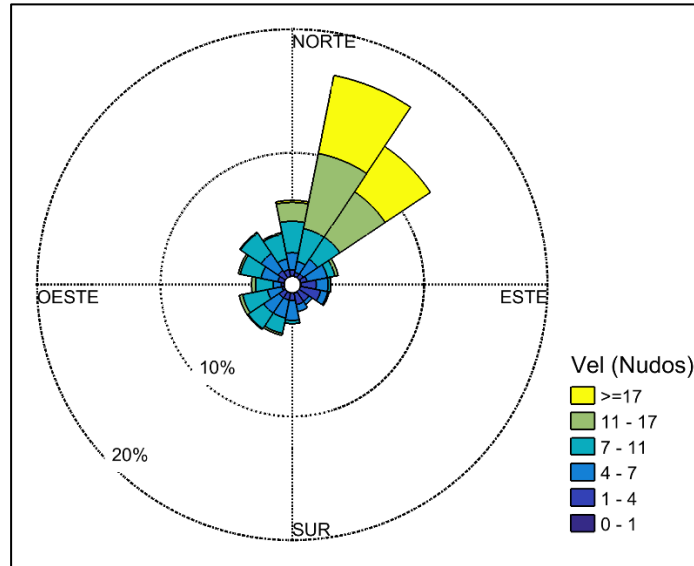 NORTE
OESTE
ESTE
10%
20%
SUR
Vel (Nudos)
>=17
11 - 17
7 - 11
4 - 7
1 - 4
0 - 1